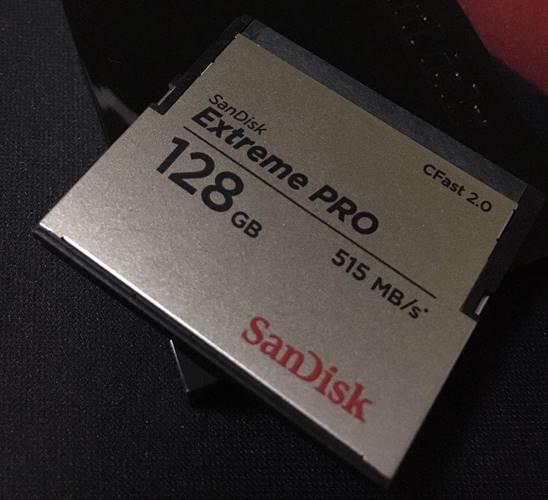 SanDisk
Extreme PRO
CFast 2.0
128 GB
515 MB/s*
SanDisk